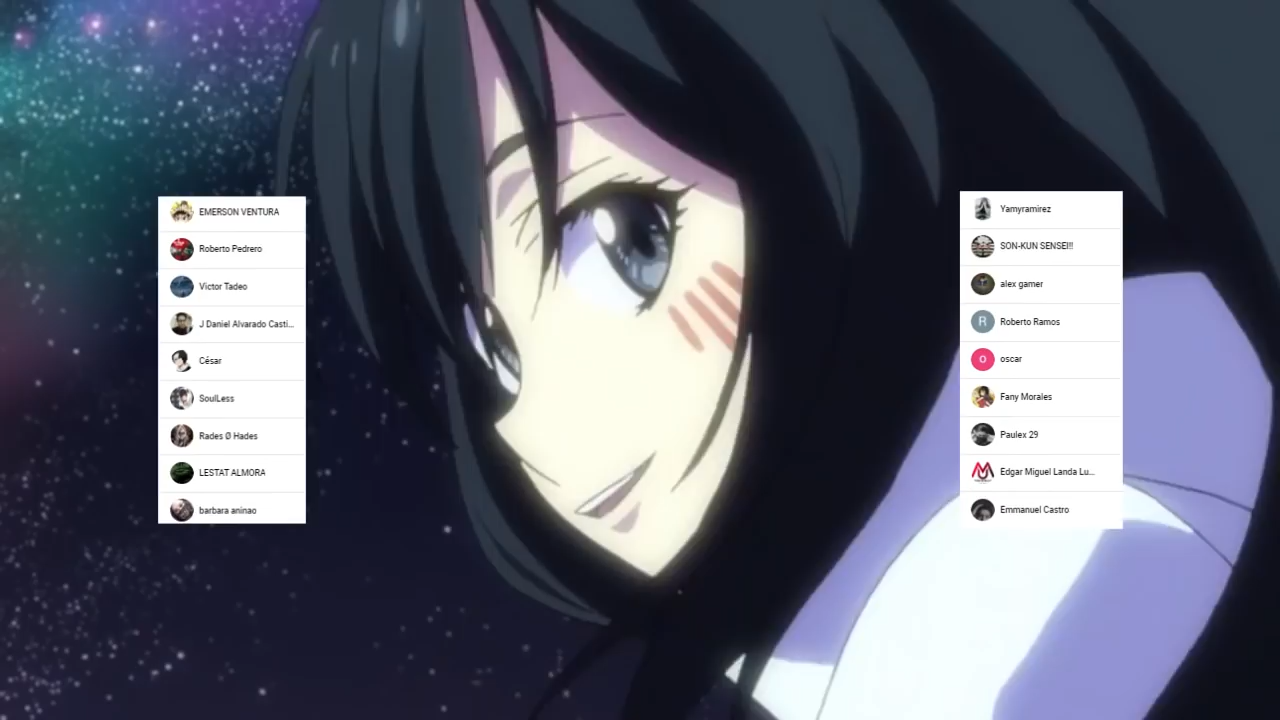 EMERSON VENTURA
Roberto Pedrero
Victor Tadeo
J Daniel Alvarado Casti...
César
SoulLess
Rades Ø Hades
LESTAT ALMORA
barbara aninao
Yamyramirez
SON-KUN SENSEI!!
alex gamer
R
Roberto Ramos
o
oscar
Fany Morales
Paulex 29
Edgar Miguel Landa Lu...
Emmanuel Castro